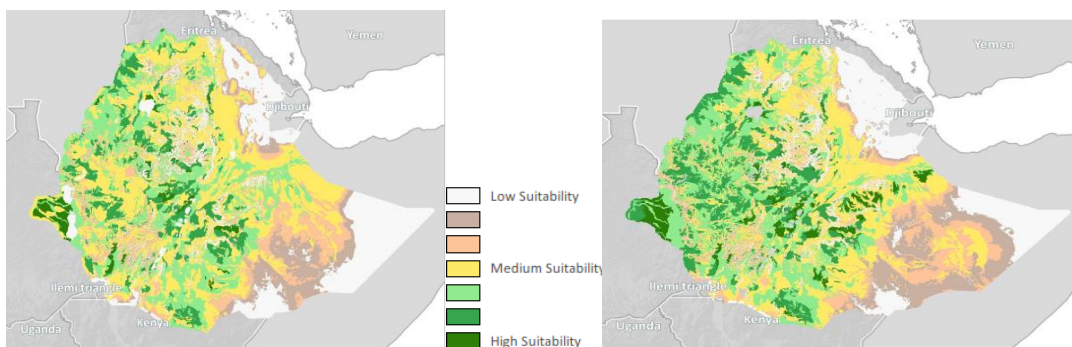 Eritrea
Yemen
Djibouti
Ilemi triangle
Uganda
Kenya
Low Suitability
Medium Suitability
High Suitability
Eritrea
Yemen
Djibouti
Ilemi triangle
Uganda
Kenya